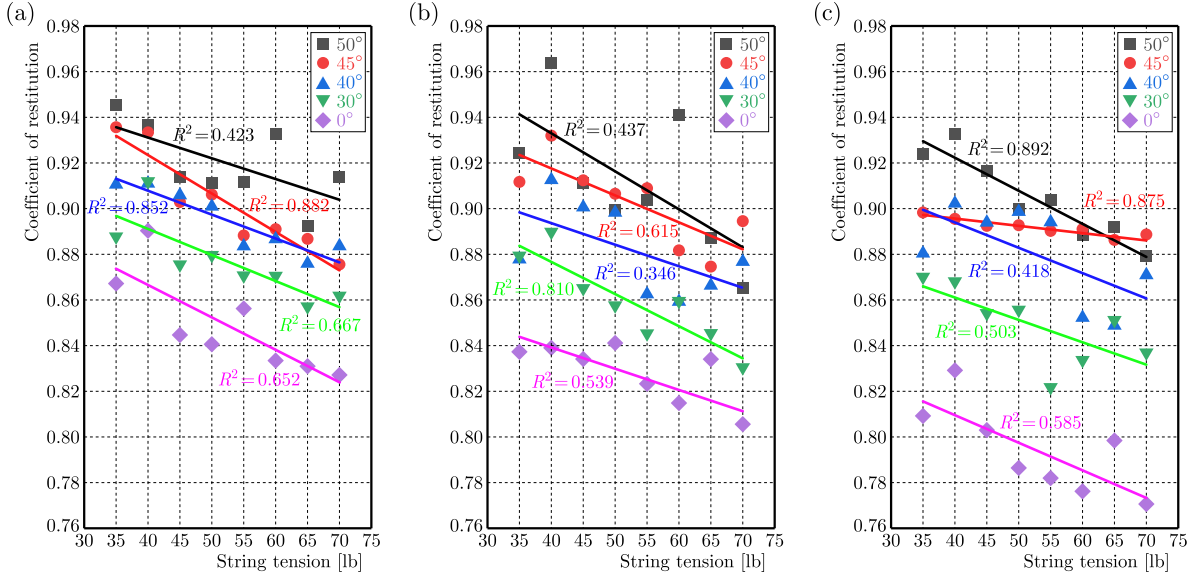 (a)
Coefficient of restitution
0.98
0.96
0.94
0.92
0.90
0.88
0.86
0.84
0.82
0.80
0.78
0.76
30 35 40 45 50 55 60 65 70 75
String tension [lb]
50°
45°
40°
30°
0°
R²=0.423
R²=0.882
R²=0.852
R²=0.667
R²=0.652
(b)
Coefficient of restitution
0.98
0.96
0.94
0.92
0.90
0.88
0.86
0.84
0.82
0.80
0.78
0.76
30 35 40 45 50 55 60 65 70 75
String tension [lb]
50°
45°
40°
30°
0°
R²=0.437
R²=0.615
R²=0.346
R²=0.810
R²=0.539
(c)
Coefficient of restitution
0.98
0.96
0.94
0.92
0.90
0.88
0.86
0.84
0.82
0.80
0.78
0.76
30 35 40 45 50 55 60 65 70 75
String tension [lb]
50°
45°
40°
30°
0°
R²=0.892
R²=0.875
R²=0.418
R²=0.503
R²=0.585